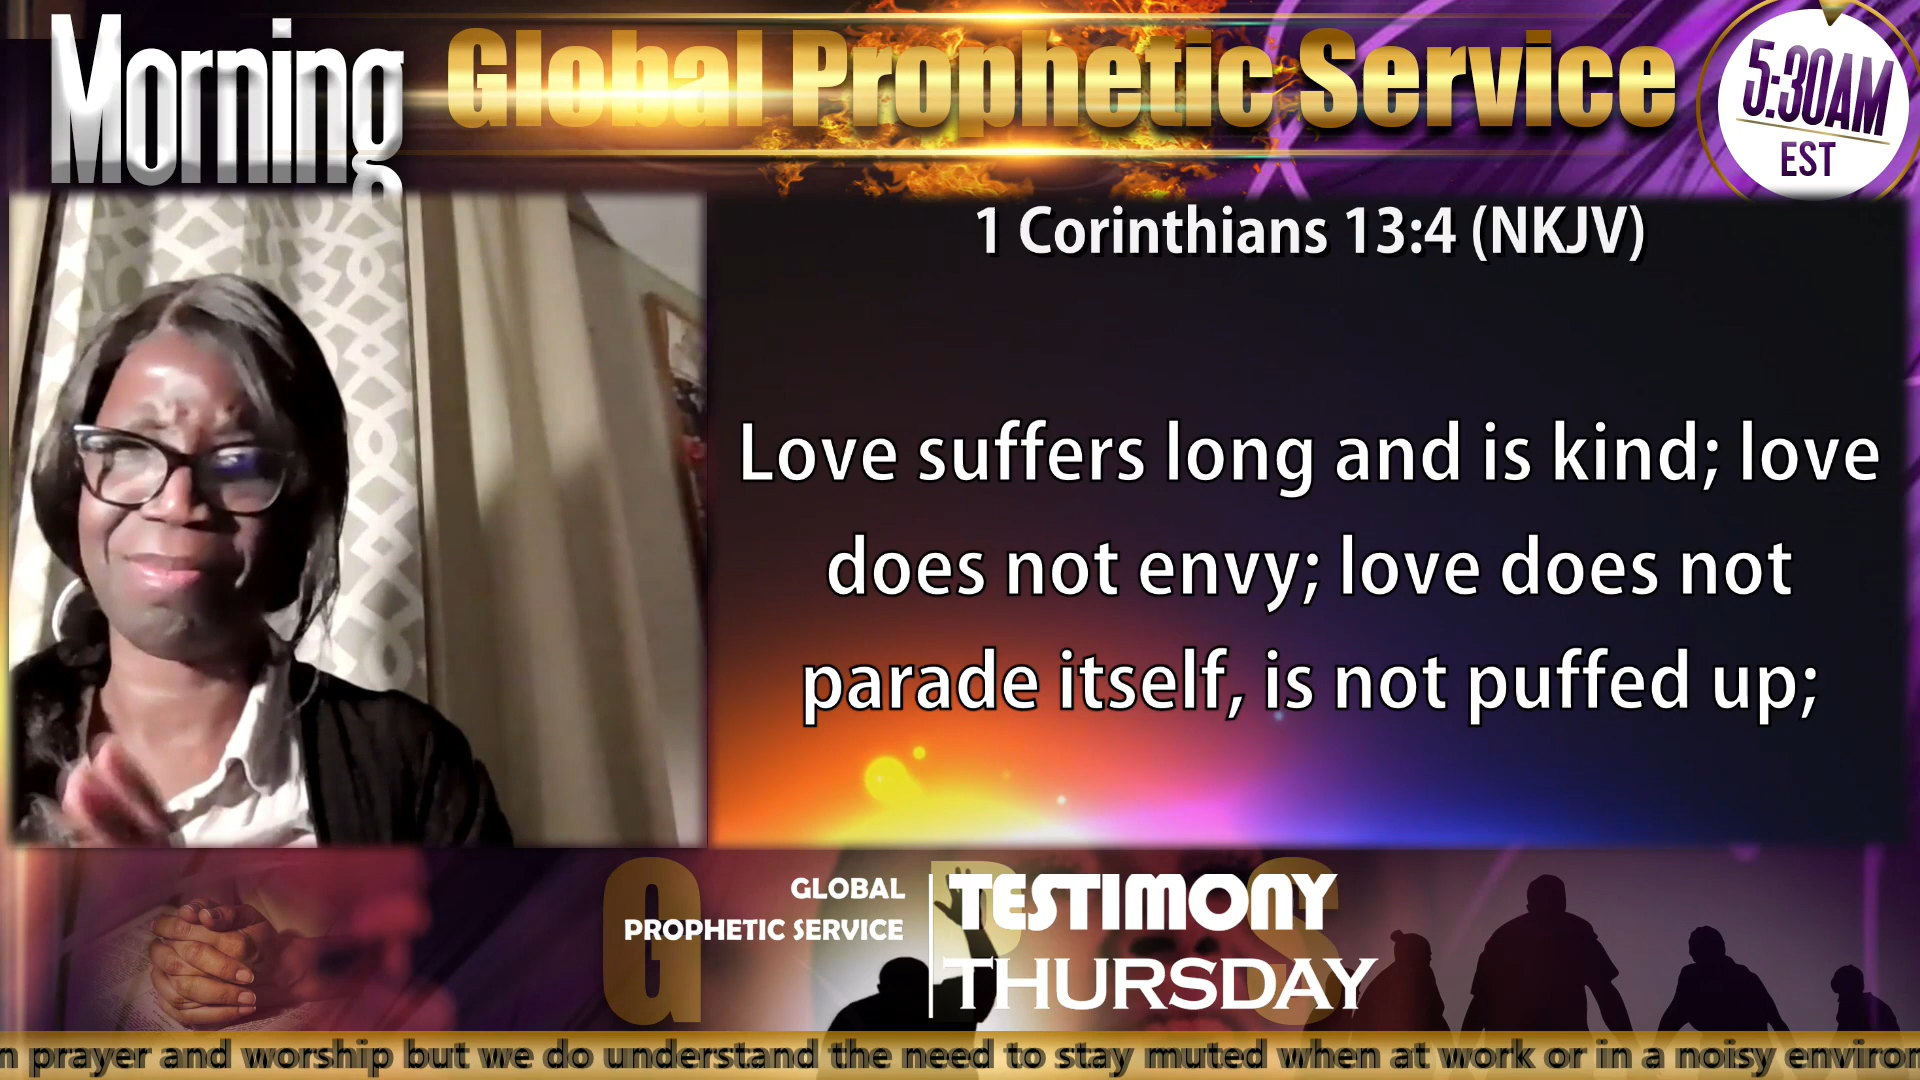 Morning Global Prophetic Service
5:30AM
EST
1 Corinthians 13:4 (NKJV)
Love suffers long and is kind; love
does not envy; love does not
parade itself, is not puffed up;
G P S
GLOBAL
PROPHETIC SERVICE
TESTIMONY
THURSDAY
n prayer and worship but we do understand the need to stay muted when at work or in a noisy environ